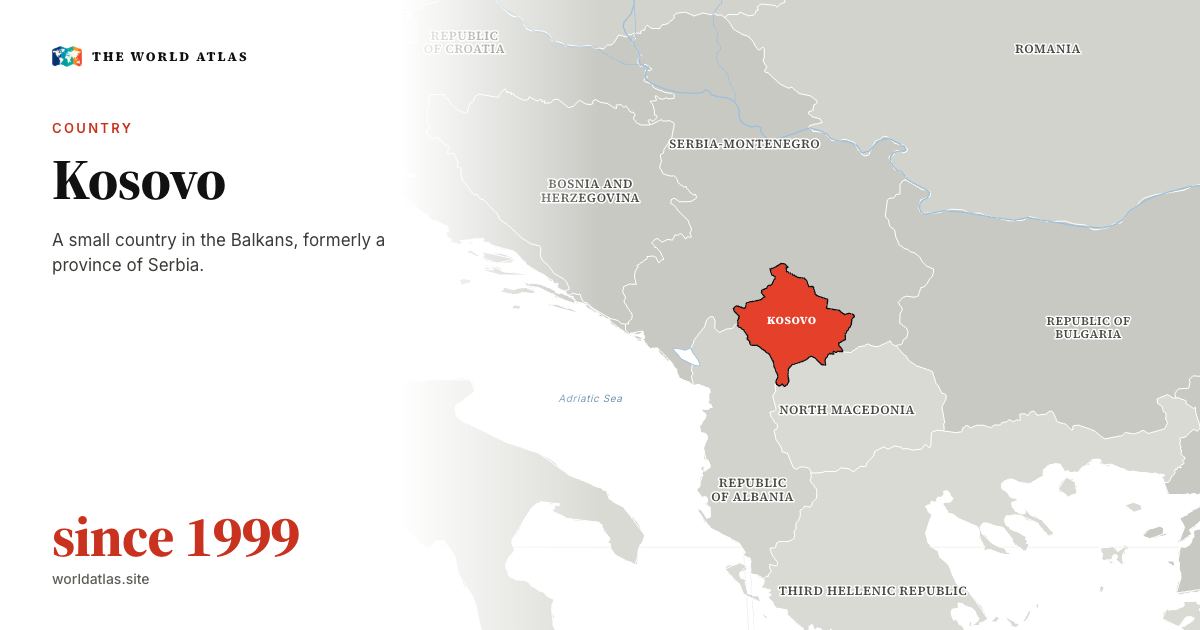 THE WORLD ATLAS
COUNTRY
Kosovo
A small country in the Balkans, formerly a
province of Serbia.
since 1999
worldatlas.site
REPUBLIC
OF CROATIA
ROMANIA
SERBIA-MONTENEGRO
BOSNIA AND
HERZEGOVINA
KOSOVO
REPUBLIC OF
BULGARIA
Adriatic Sea
NORTH MACEDONIA
REPUBLIC
OF ALBANIA
THIRD HELLENIC REPUBLIC